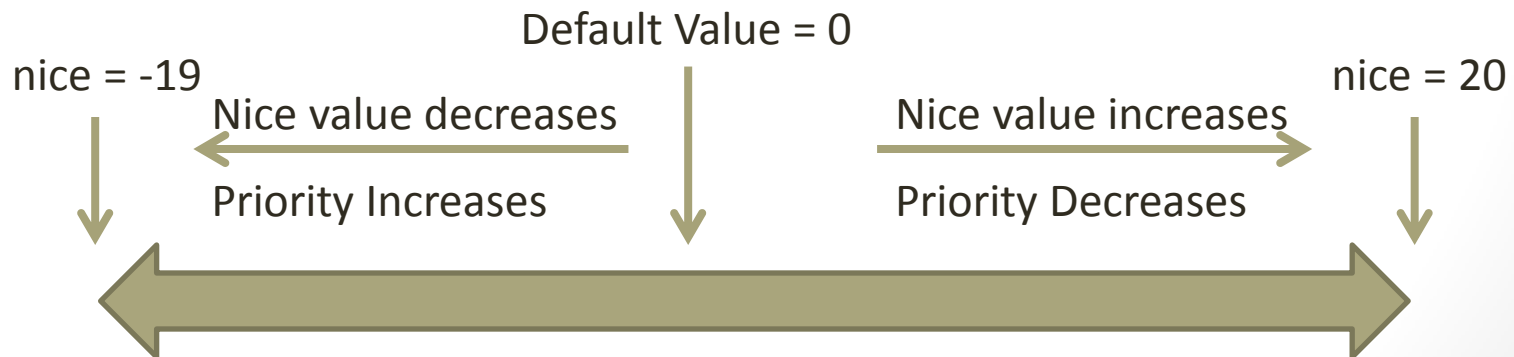 Default Value = 0
nice = -19
nice = 20
Nice value decreases
Nice value increases
Priority Increases
Priority Decreases